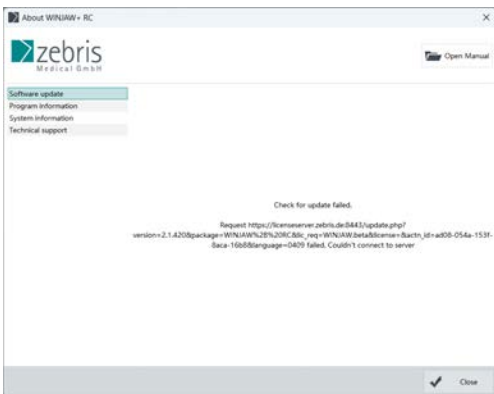 About WINJAW+ RC
zebris
Medical GmbH
Open Manual
Software update
Program information
System information
Technical support
Check for update failed.
Request https://licenseserver.zebris.de:8443/update.php?
version=2.1.420&package=WINJAW%2B%20RC&lic_req=WINJAW.beta&license=&actn_id=ad08-054a-153f-
8aca-16b8&language=0409 failed. Couldn't connect to server
Close